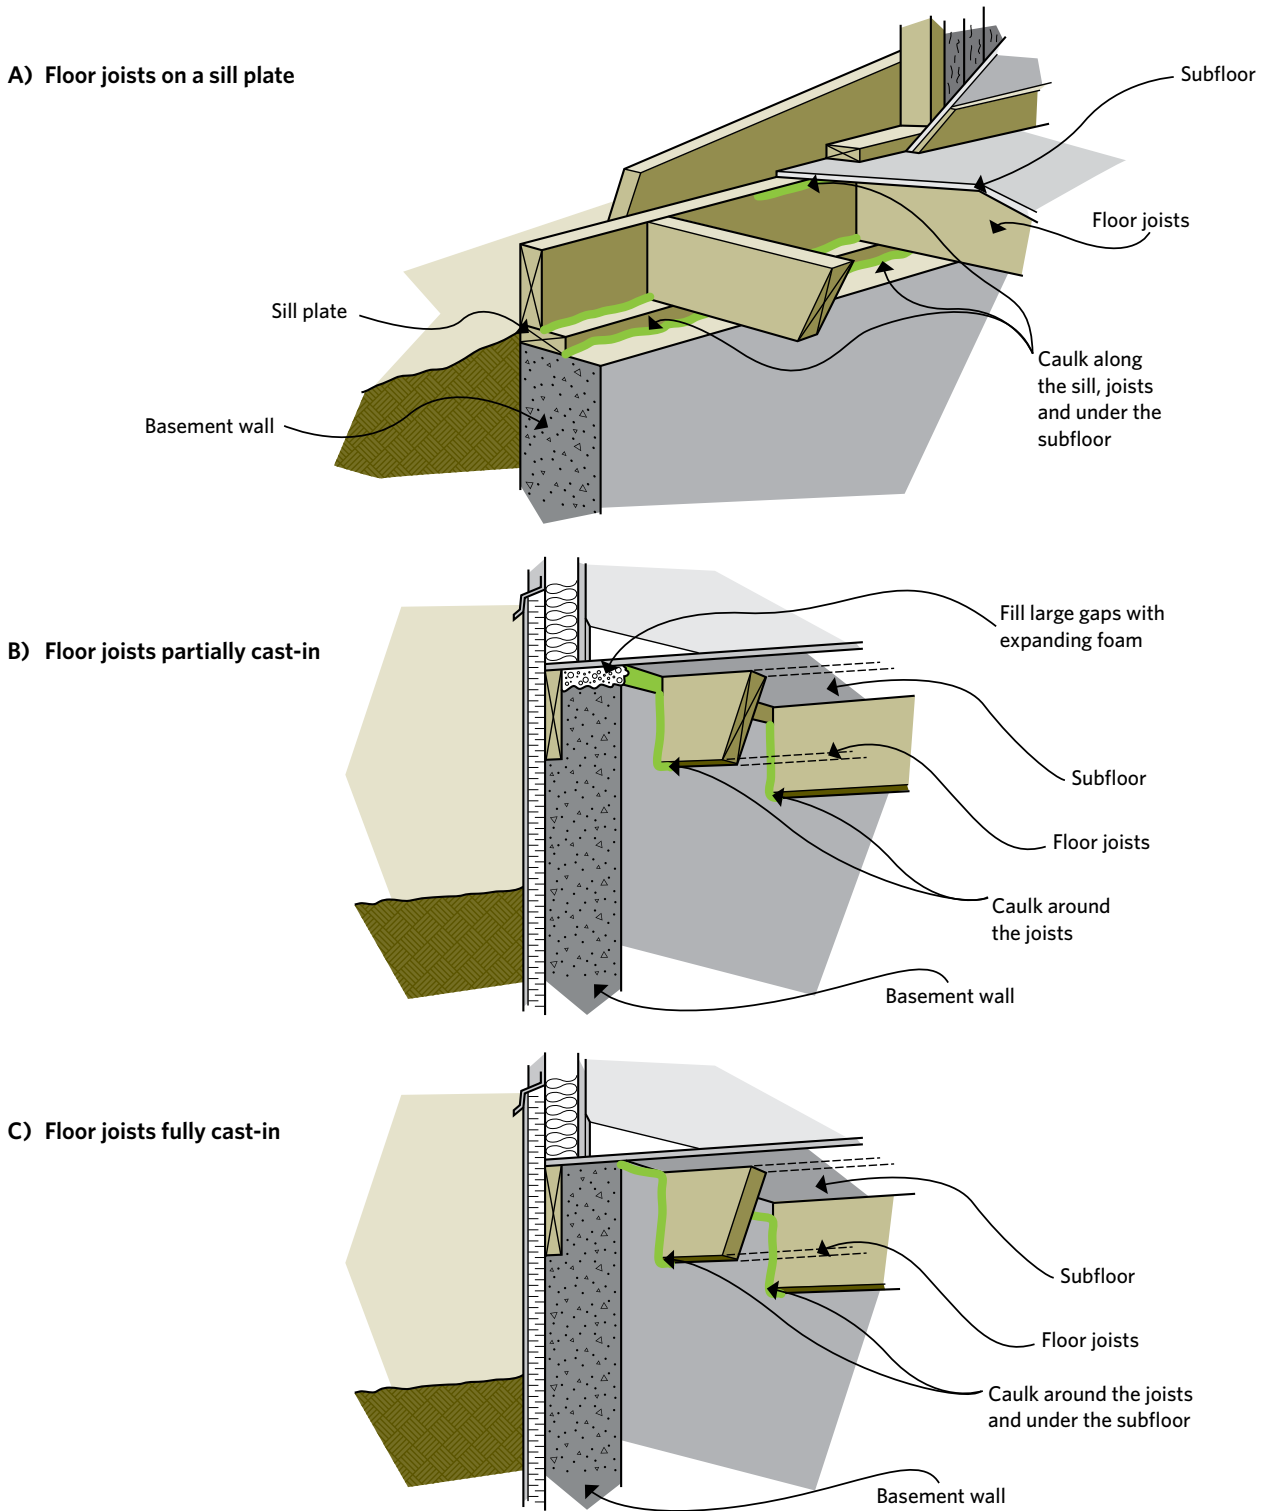 A) Floor joists on a sill plate
Subfloor
Floor joists
Sill plate
Caulk along
the sill, joists
and under the
subfloor
Basement wall
Fill large gaps with
expanding foam
B) Floor joists partially cast-in
Subfloor
Floor joists
Caulk around
the joists
Basement wall
C) Floor joists fully cast-in
Subfloor
Floor joists
Caulk around the joists
and under the subfloor
Basement wall